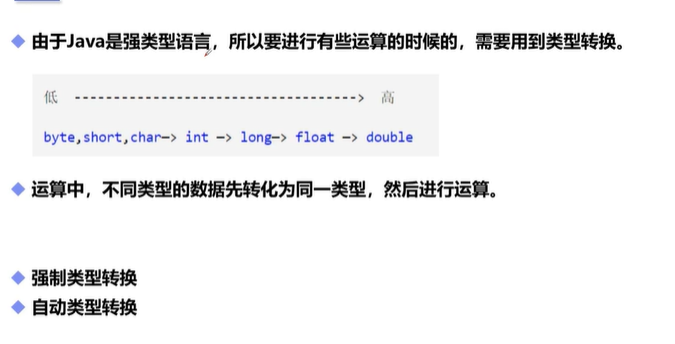 由于Java是强类型语言，所以要进行有些运算的时候的，需要用到类型转换。
低 ------------------------------------> 高
byte,short,char—> int —> long—> float —> double
运算中，不同类型的数据先转化为同一类型，然后进行运算。
强制类型转换
自动类型转换